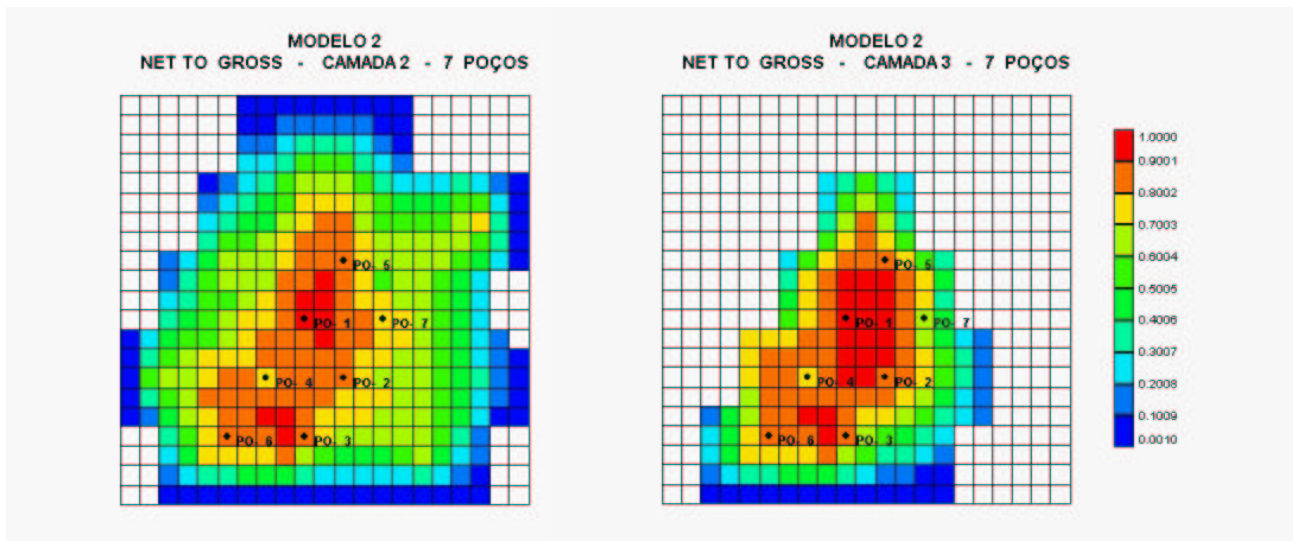 MODELO 2
NET TO GROSS - CAMADA 2 - 7 POÇOS
PO- 5
PO- 1
PO- 7
PO- 4
PO- 2
PO- 6
PO- 3
MODELO 2
NET TO GROSS - CAMADA 3 - 7 POÇOS
PO- 5
PO- 1
PO- 7
PO- 4
PO- 2
PO- 6
PO- 3
1.0000
0.9001
0.8002
0.7003
0.6004
0.5005
0.4006
0.3007
0.2008
0.1009
0.0010